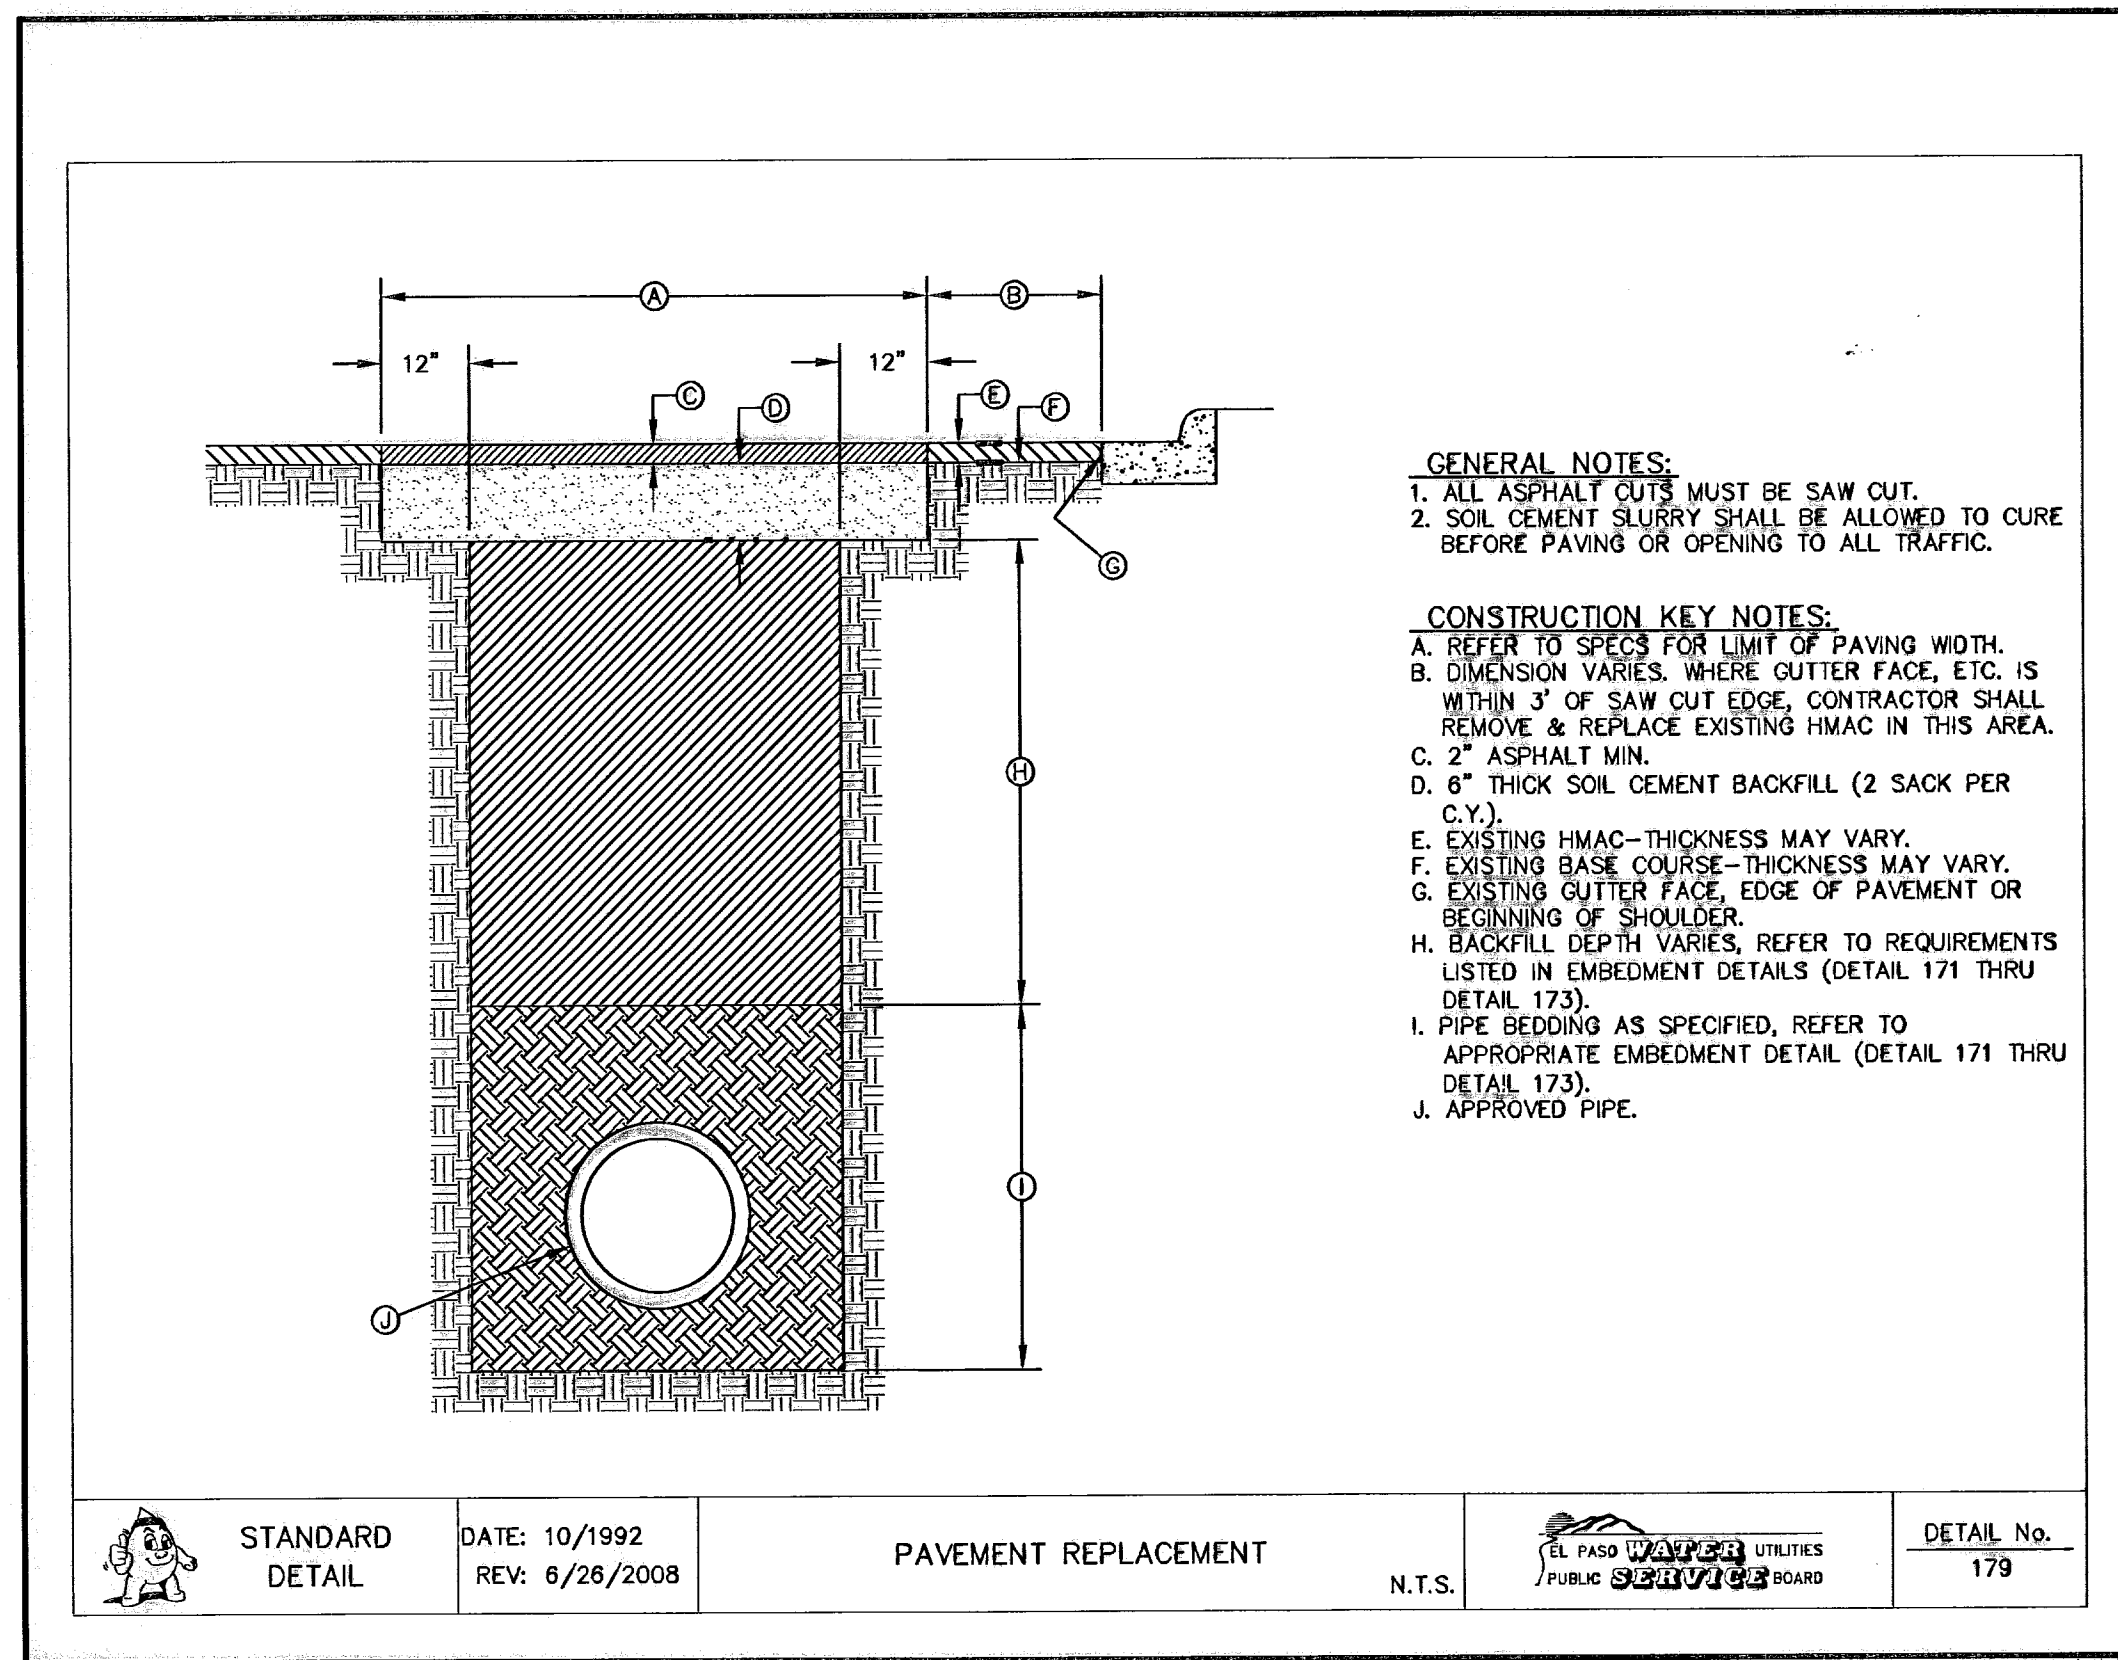 A
B
12"
12"
C
D
E
F
G
H
I
J
GENERAL NOTES:
1. ALL ASPHALT CUTS MUST BE SAW CUT.
2. SOIL CEMENT SLURRY SHALL BE ALLOWED TO CURE
BEFORE PAVING OR OPENING TO ALL TRAFFIC.
CONSTRUCTION KEY NOTES:
A. REFER TO SPECS FOR LIMIT OF PAVING WIDTH.
B. DIMENSION VARIES. WHERE GUTTER FACE, ETC. IS
WITHIN 3' OF SAW CUT EDGE, CONTRACTOR SHALL
REMOVE & REPLACE EXISTING HMAC IN THIS AREA.
C. 2" ASPHALT MIN.
D. 6" THICK SOIL CEMENT BACKFILL (2 SACK PER
C.Y.).
E. EXISTING HMAC-THICKNESS MAY VARY.
F. EXISTING BASE COURSE-THICKNESS MAY VARY.
G. EXISTING GUTTER FACE, EDGE OF PAVEMENT OR
BEGINNING OF SHOULDER.
H. BACKFILL DEPTH VARIES, REFER TO REQUIREMENTS
LISTED IN EMBEDMENT DETAILS (DETAIL 171 THRU
DETAIL 173).
I. PIPE BEDDING AS SPECIFIED, REFER TO
APPROPRIATE EMBEDMENT DETAIL (DETAIL 171 THRU
DETAIL 173).
J. APPROVED PIPE.
STANDARD
DETAIL
DATE: 10/1992
REV: 6/26/2008
PAVEMENT REPLACEMENT
N.T.S.
EL PASO WATER UTILITIES
PUBLIC SERVICE BOARD
DETAIL No.
179